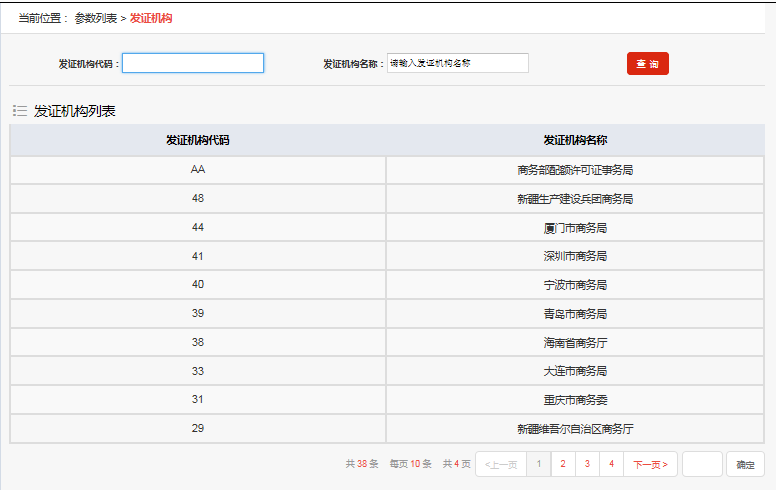 当前位置： 参数列表 > 发证机构
发证机构代码： 发证机构名称： 请输入发证机构名称 查 询
发证机构列表
发证机构代码 发证机构名称
AA 商务部配额许可证事务局
48 新疆生产建设兵团商务局
44 厦门市商务局
41 深圳市商务局
40 宁波市商务局
39 青岛市商务局
38 海南省商务厅
33 大连市商务局
31 重庆市商务委
29 新疆维吾尔自治区商务厅
共 38 条 每页 10 条 共 4 页 <上一页 1 2 3 4 下一页 > 确定